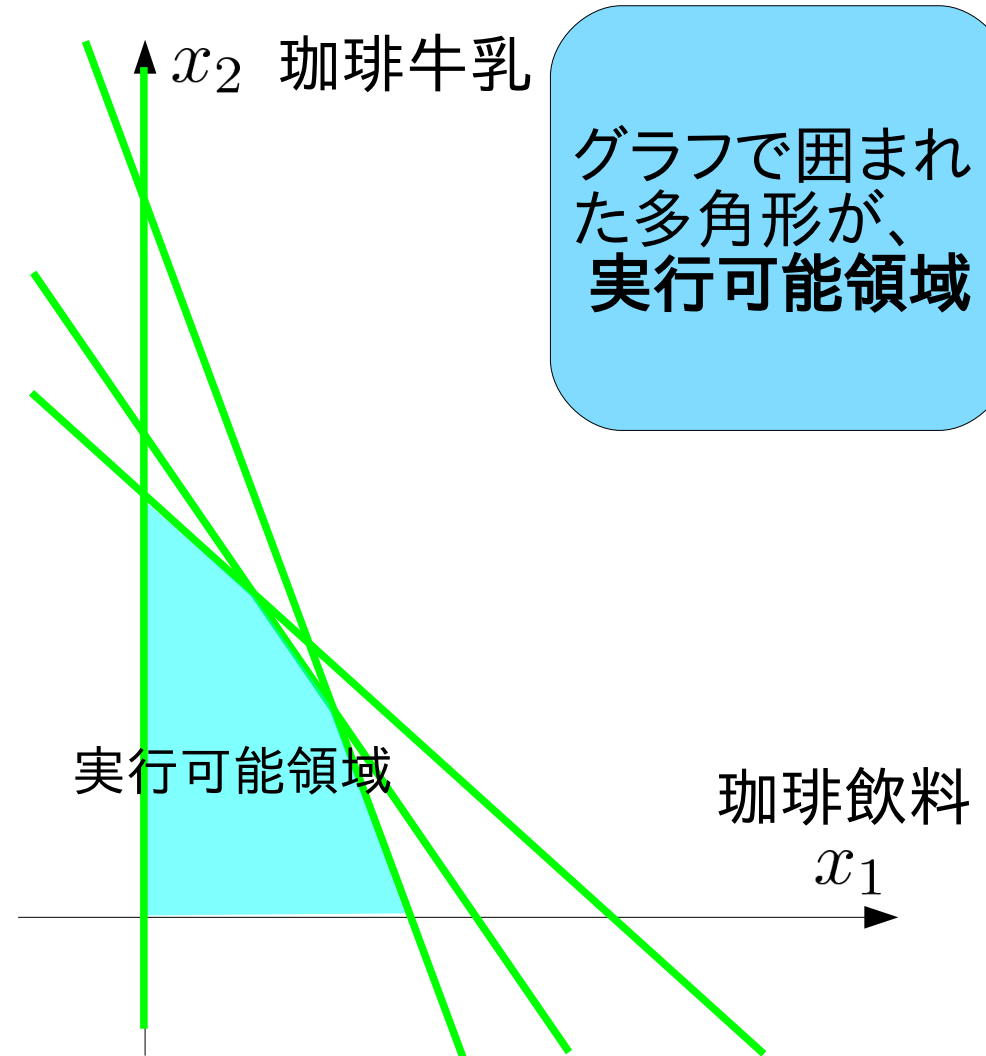 x₂ 珈琲牛乳
グラフで囲まれ
た多角形が、
実行可能領域
実行可能領域
珈琲飲料
x₁